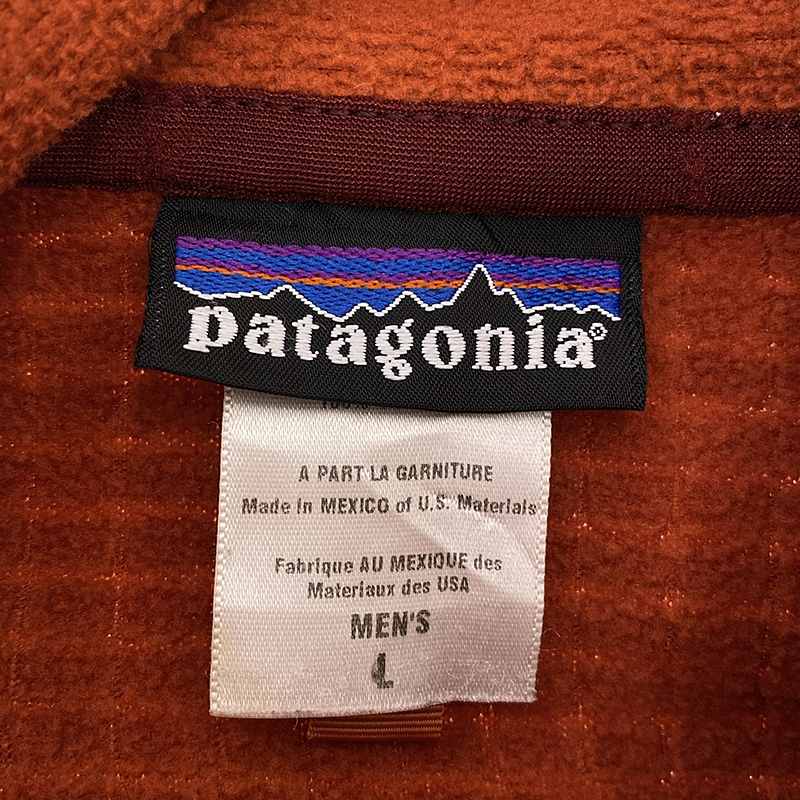 patagonia®
A PART LA GARNITURE
Made in MEXICO of U.S. Materials
Fabrique AU MEXIQUE des
Materiaux des USA
MEN'S
L